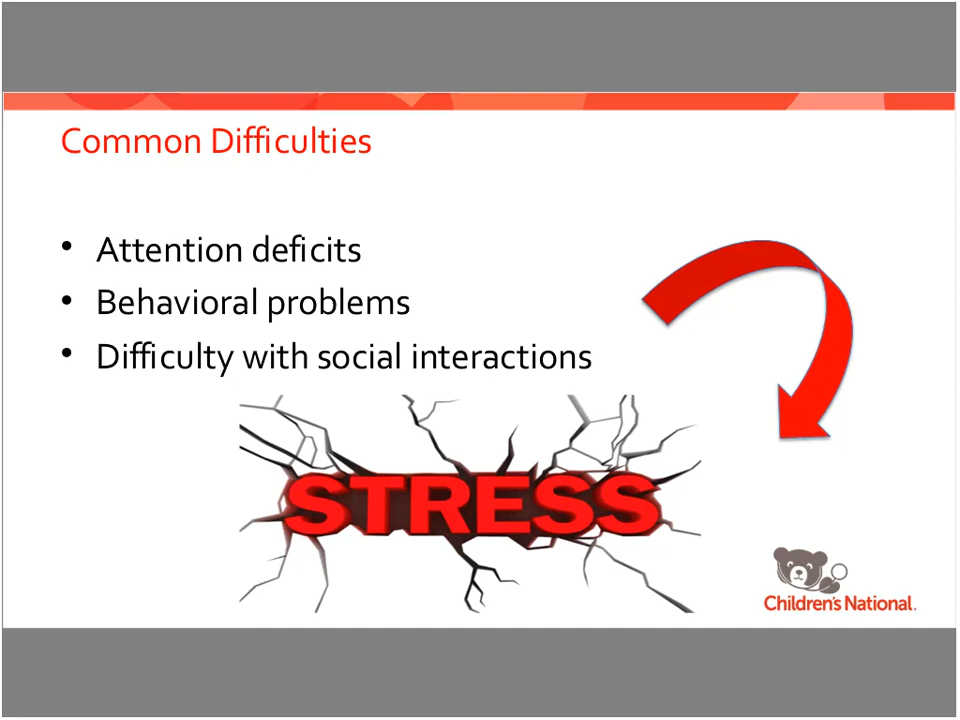 Common Difficulties
• Attention deficits
• Behavioral problems
• Difficulty with social interactions
STRESS
Children's National.